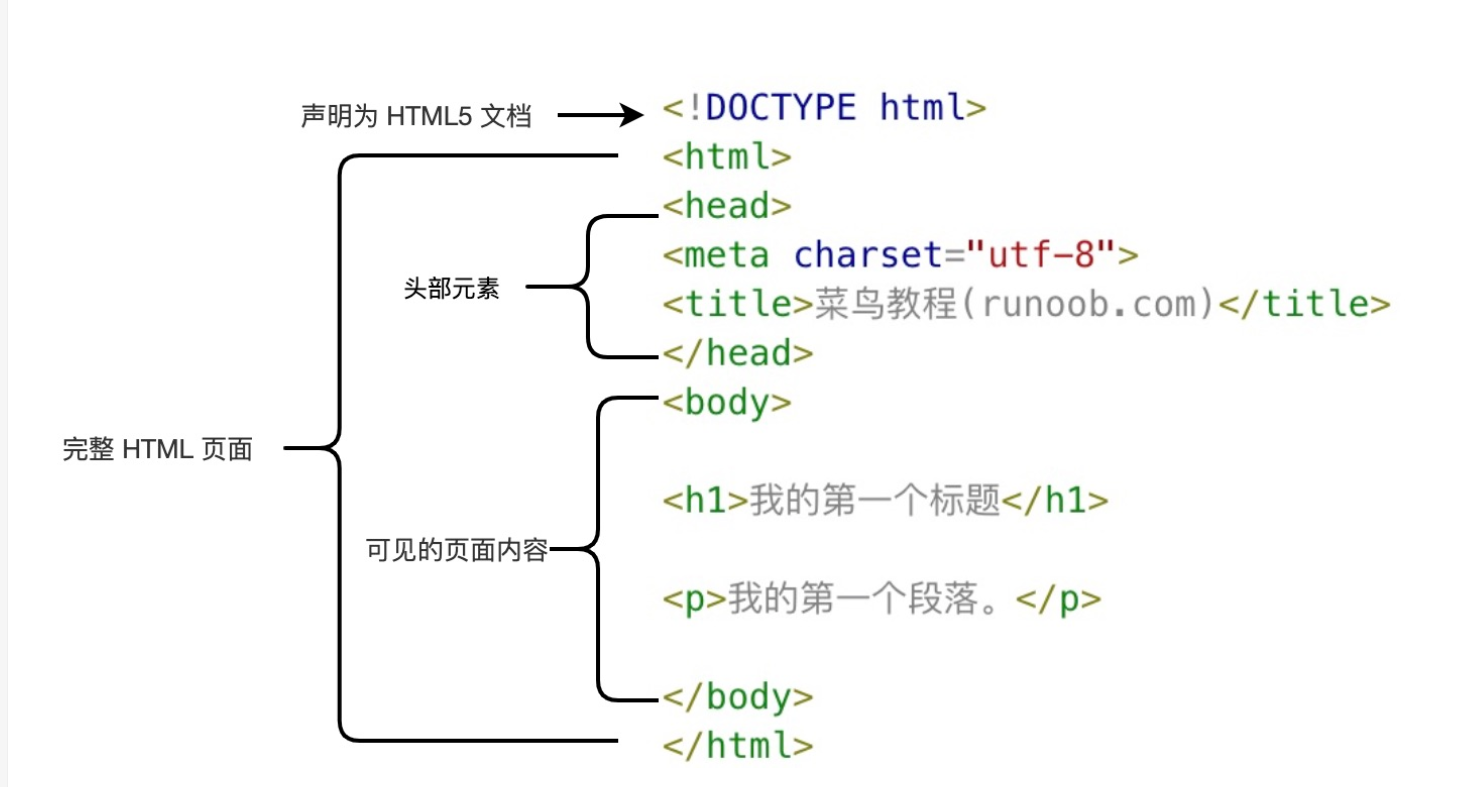 声明为 HTML5 文档
<!DOCTYPE html>
<html>
<head>
<meta charset="utf-8">
头部元素
<title>菜鸟教程(runoob.com)</title>
</head>
<body>
完整 HTML 页面
<h1>我的第一个标题</h1>
可见的页面内容
<p>我的第一个段落。</p>
</body>
</html>